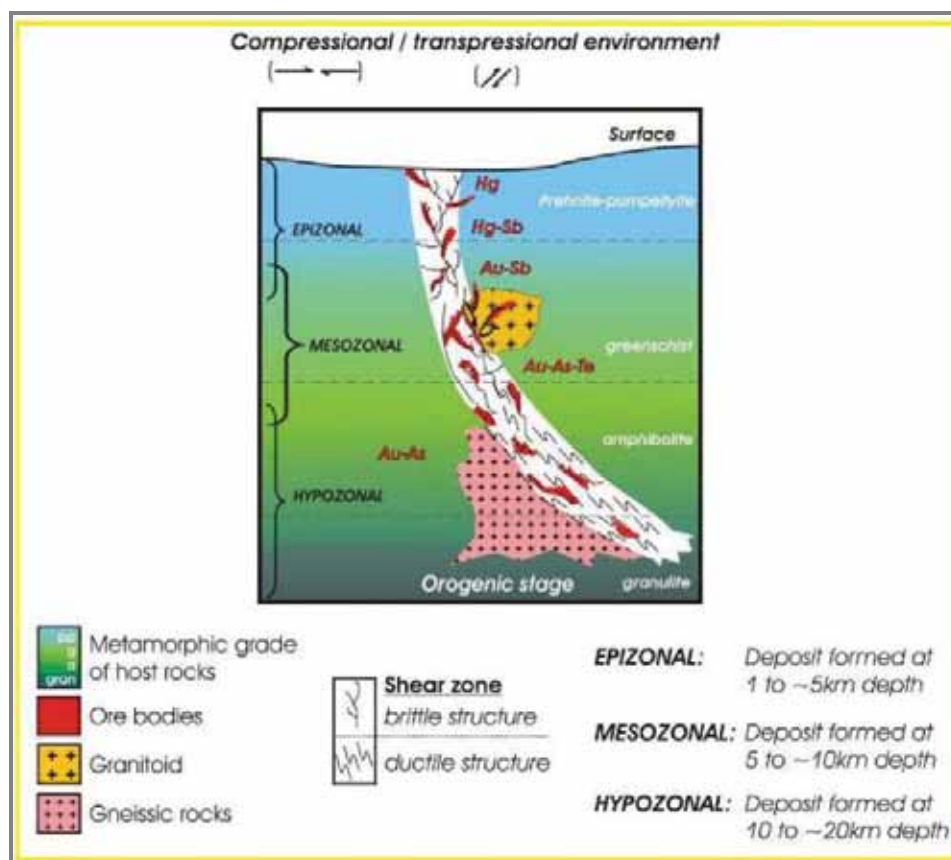 Compressional / transpressional environment
Surface
Hg
Prehnite-pumpellyite
EPIZONAL
Hg-Sb
Au-Sb
MESOZONAL
greenschist
Au-As-Te
amphibolite
Au-As
HYPOZONAL
Orogenic stage
granulite
Metamorphic grade
of host rocks
gran
Ore bodies
Granitoid
Gneissic rocks
Shear zone
brittle structure
ductile structure
EPIZONAL: Deposit formed at
1 to ~5km depth
MESOZONAL: Deposit formed at
5 to ~10km depth
HYPOZONAL: Deposit formed at
10 to ~20km depth